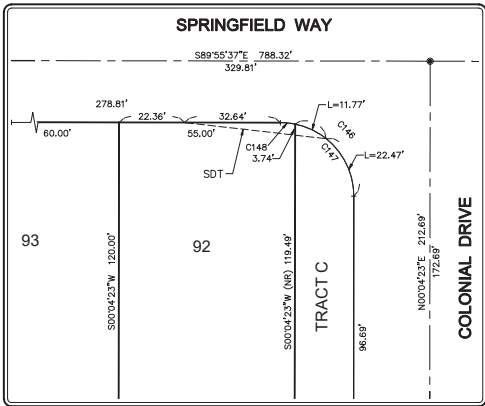 SPRINGFIELD WAY
S89°55'37"E 788.32'
329.81'
278.81'
22.36'
32.64'
L=11.77'
C146
60.00'
55.00'
C148
3.74'
C147
L=22.47'
SDT
93
92
S00°04'23"W 120.00'
S00°04'23"W (NR) 119.49'
TRACT C
96.69'
N00°04'23"E 212.69'
172.69'
COLONIAL DRIVE